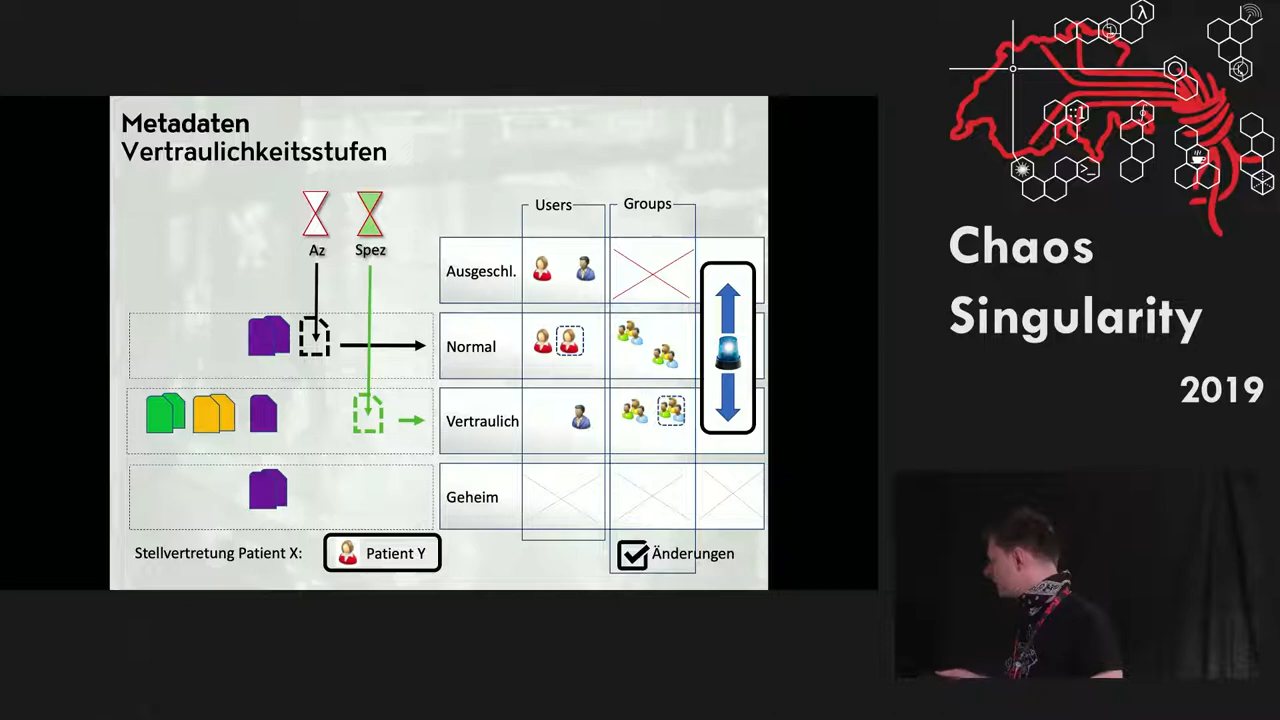 Metadaten
Vertraulichkeitsstufen
Az
Spez
Users
Groups
Ausgeschl.
Normal
Vertraulich
Geheim
Stellvertretung Patient X:
Patient Y
Änderungen
Chaos
Singularity
2019